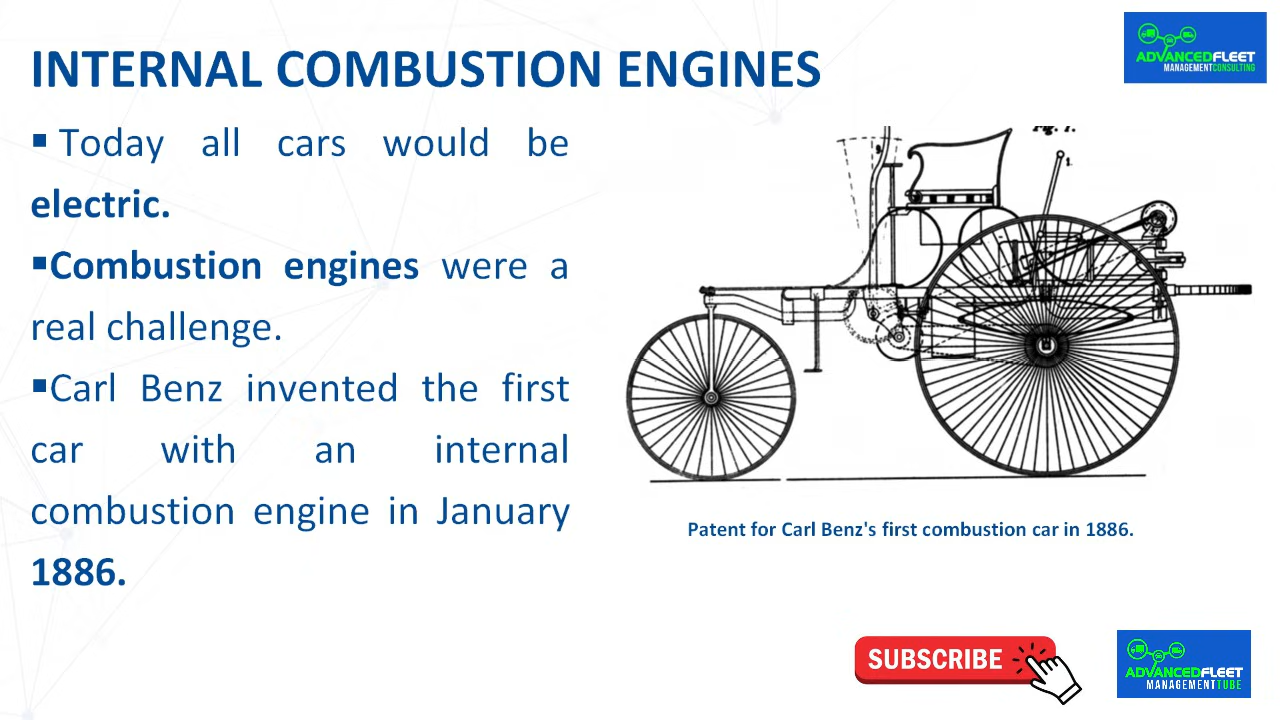 INTERNAL COMBUSTION ENGINES
ADVANCEDFLEET
MANAGEMENTCONSULTING
▪ Today all cars would be
electric.
▪Combustion engines were a
real challenge.
▪Carl Benz invented the first
car with an internal
combustion engine in January
1886.
Patent for Carl Benz's first combustion car in 1886.
SUBSCRIBE
ADVANCEDFLEET
MANAGEMENTTUBE